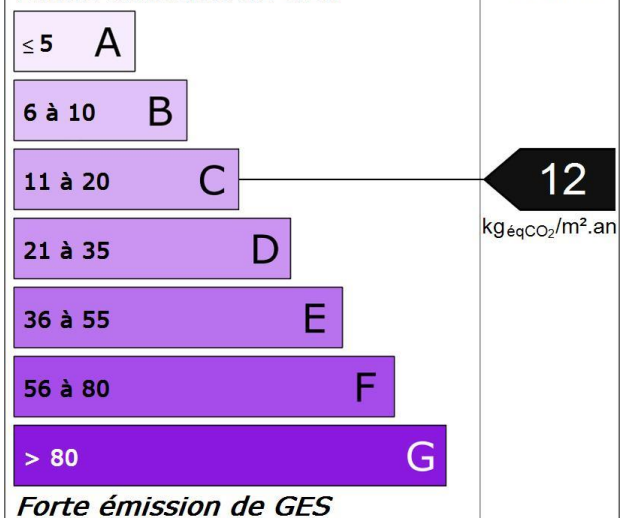 ≤ 5 A
6 à 10 B
11 à 20 C
12
kgéqCO₂/m².an
21 à 35 D
36 à 55 E
56 à 80 F
> 80 G
Forte émission de GES